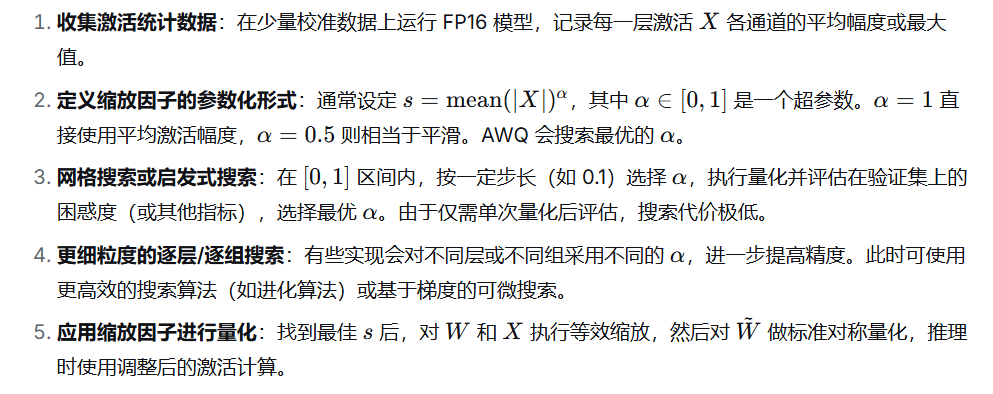 1. 收集激活统计数据：在少量校准数据上运行 FP16 模型，记录每一层激活 X 各通道的平均幅度或最大
值。
2. 定义缩放因子的参数化形式：通常设定 s = mean(|X|)^α，其中 α ∈ [0, 1] 是一个超参数。α = 1 直
接使用平均激活幅度，α = 0.5 则相当于平滑。AWQ 会搜索最优的 α。
3. 网格搜索或启发式搜索：在 [0, 1] 区间内，按一定步长（如 0.1）选择 α，执行量化并评估在验证集上的
困惑度（或其他指标），选择最优 α。由于仅需单次量化后评估，搜索代价极低。
4. 更细粒度的逐层/逐组搜索：有些实现会对不同层或不同组采用不同的 α，进一步提高精度。此时可使用
更高效的搜索算法（如进化算法）或基于梯度的可微搜索。
5. 应用缩放因子进行量化：找到最佳 s 后，对 W 和 X 执行等效缩放，然后对 W̃ 做标准对称量化，推理
时使用调整后的激活计算。